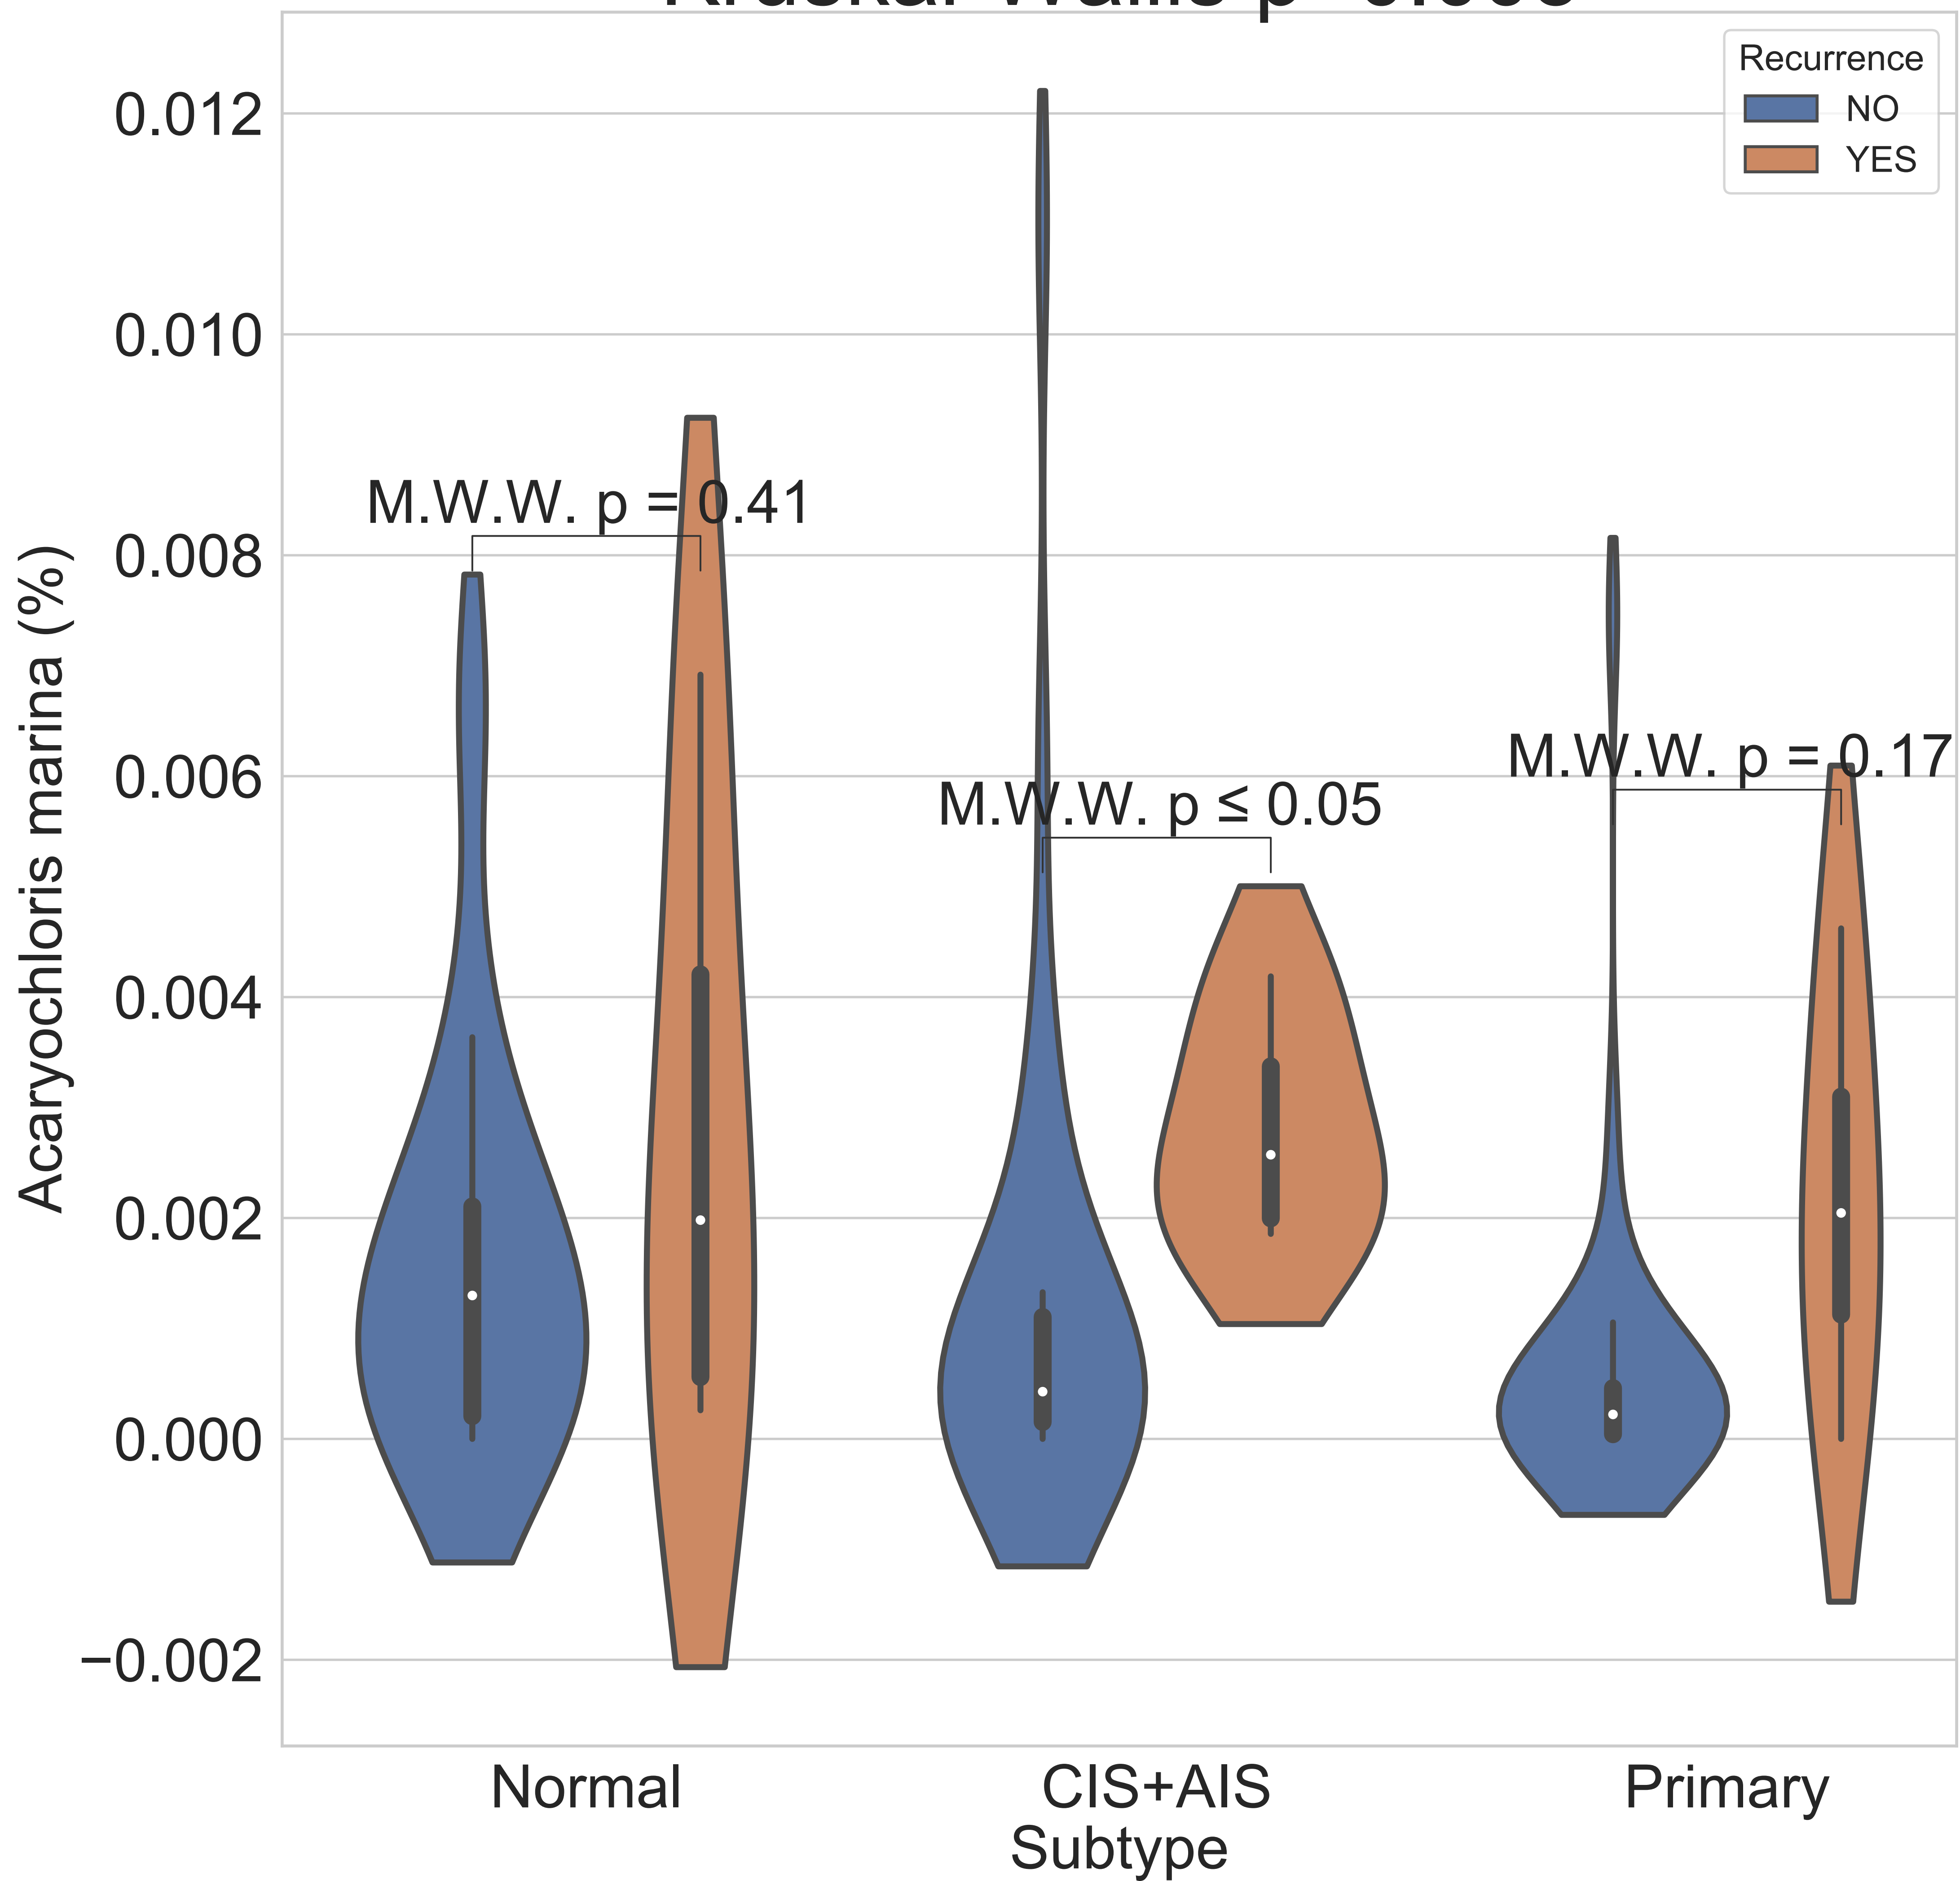 Recurrence
NO
YES
0.012
0.010
0.008
0.006
0.004
0.002
0.000
−0.002
Acaryochloris marina (%)
M.W.W. p = 0.41
M.W.W. p ≤ 0.05
M.W.W. p = 0.17
Normal
CIS+AIS
Primary
Subtype